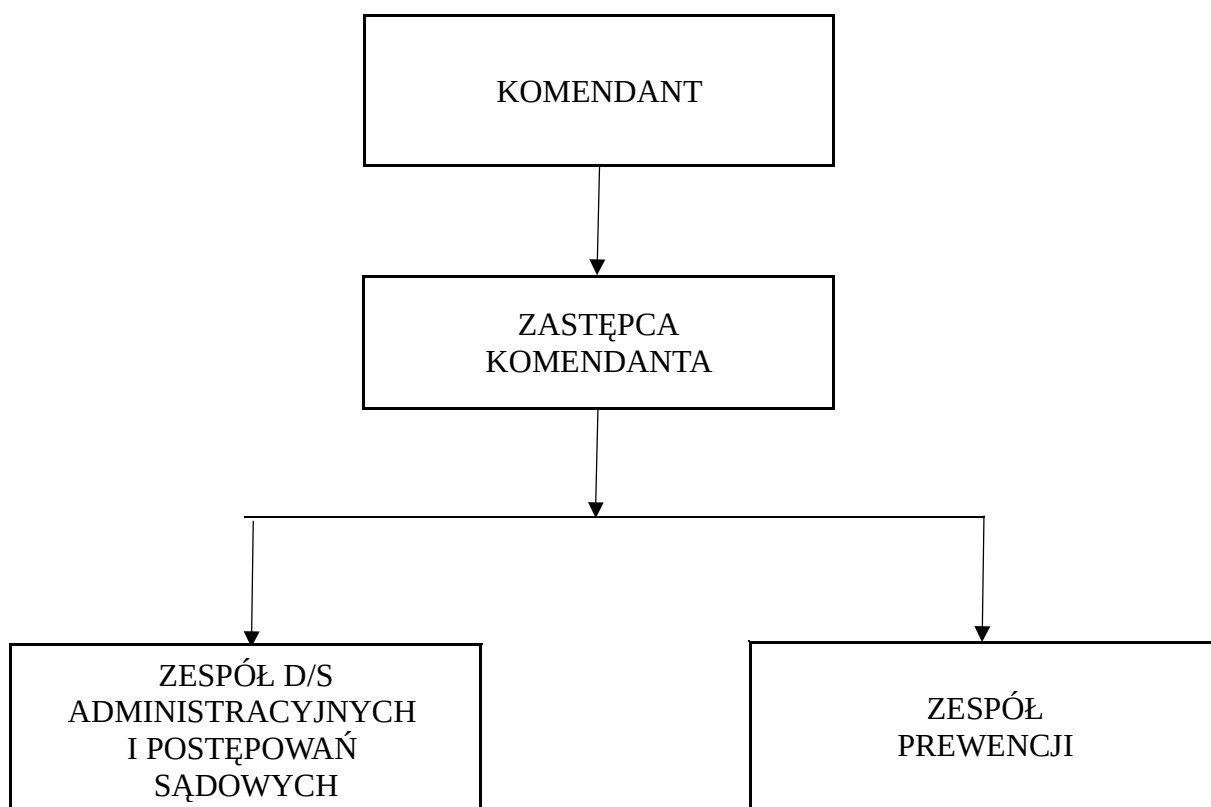 KOMENDANT
ZASTĘPCA
KOMENDANTA
ZESPÓŁ D/S
ADMINISTRACYJNYCH
I POSTĘPOWAŃ
SĄDOWYCH
ZESPÓŁ
PREWENCJI